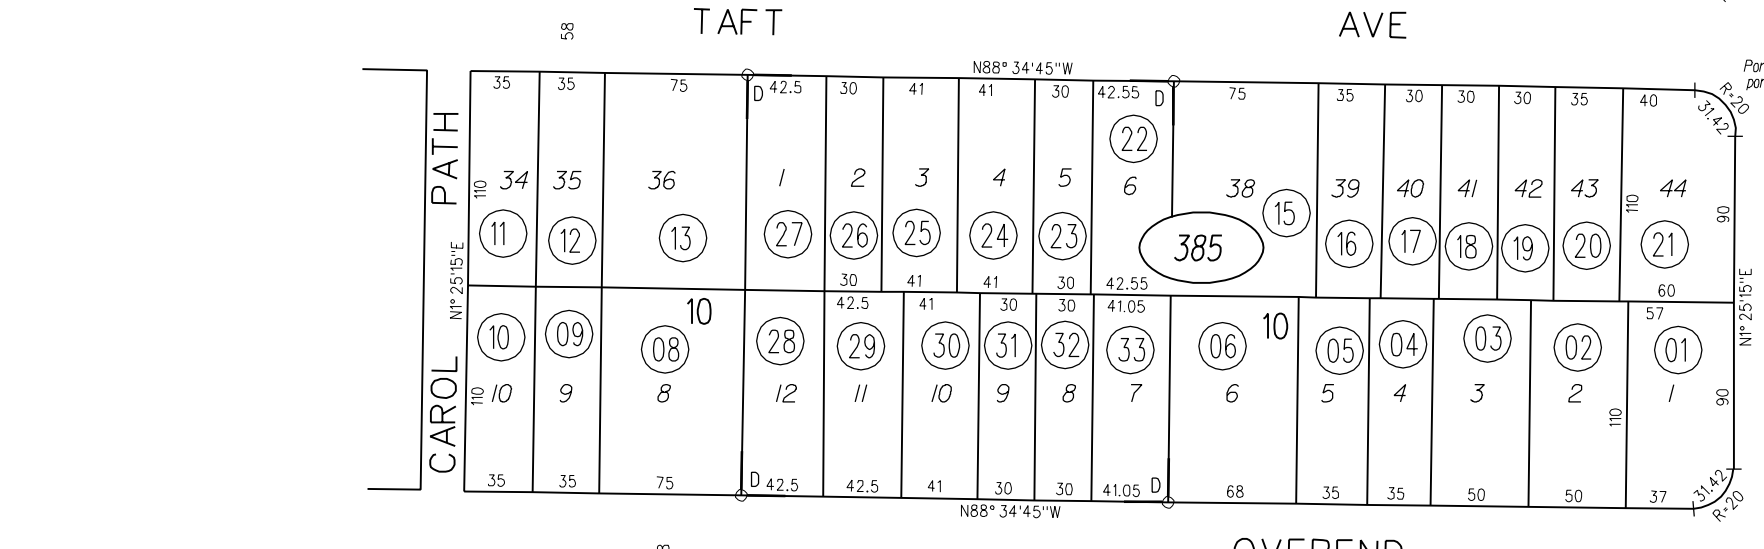 TAFT AVE
58
N88° 34'45"W
Por
por
35 35 75 D 42.5 30 41 41 30 42.55 D 75 35 30 30 30 35 40
R=20
31.42
CAROL PATH
N1° 25'15"E
110
22
34 35 36 1 2 3 4 5 6 38 39 40 41 42 43 44
110
90
11 12 13 27 26 25 24 23 385 15 16 17 18 19 20 21
30 41 41 30 42.55 60
N1° 25'15"E
10 42.5 41 30 30 41.05 10 57
10 09 08 28 29 30 31 32 33 06 05 04 03 02 01
110
10 9 8 12 11 10 9 8 7 6 5 4 3 2 1
110
90
35 35 75 D 42.5 42.5 41 30 30 41.05 D 68 35 35 50 50 37
31.42
R=20
N88° 34'45"W
OVEREND